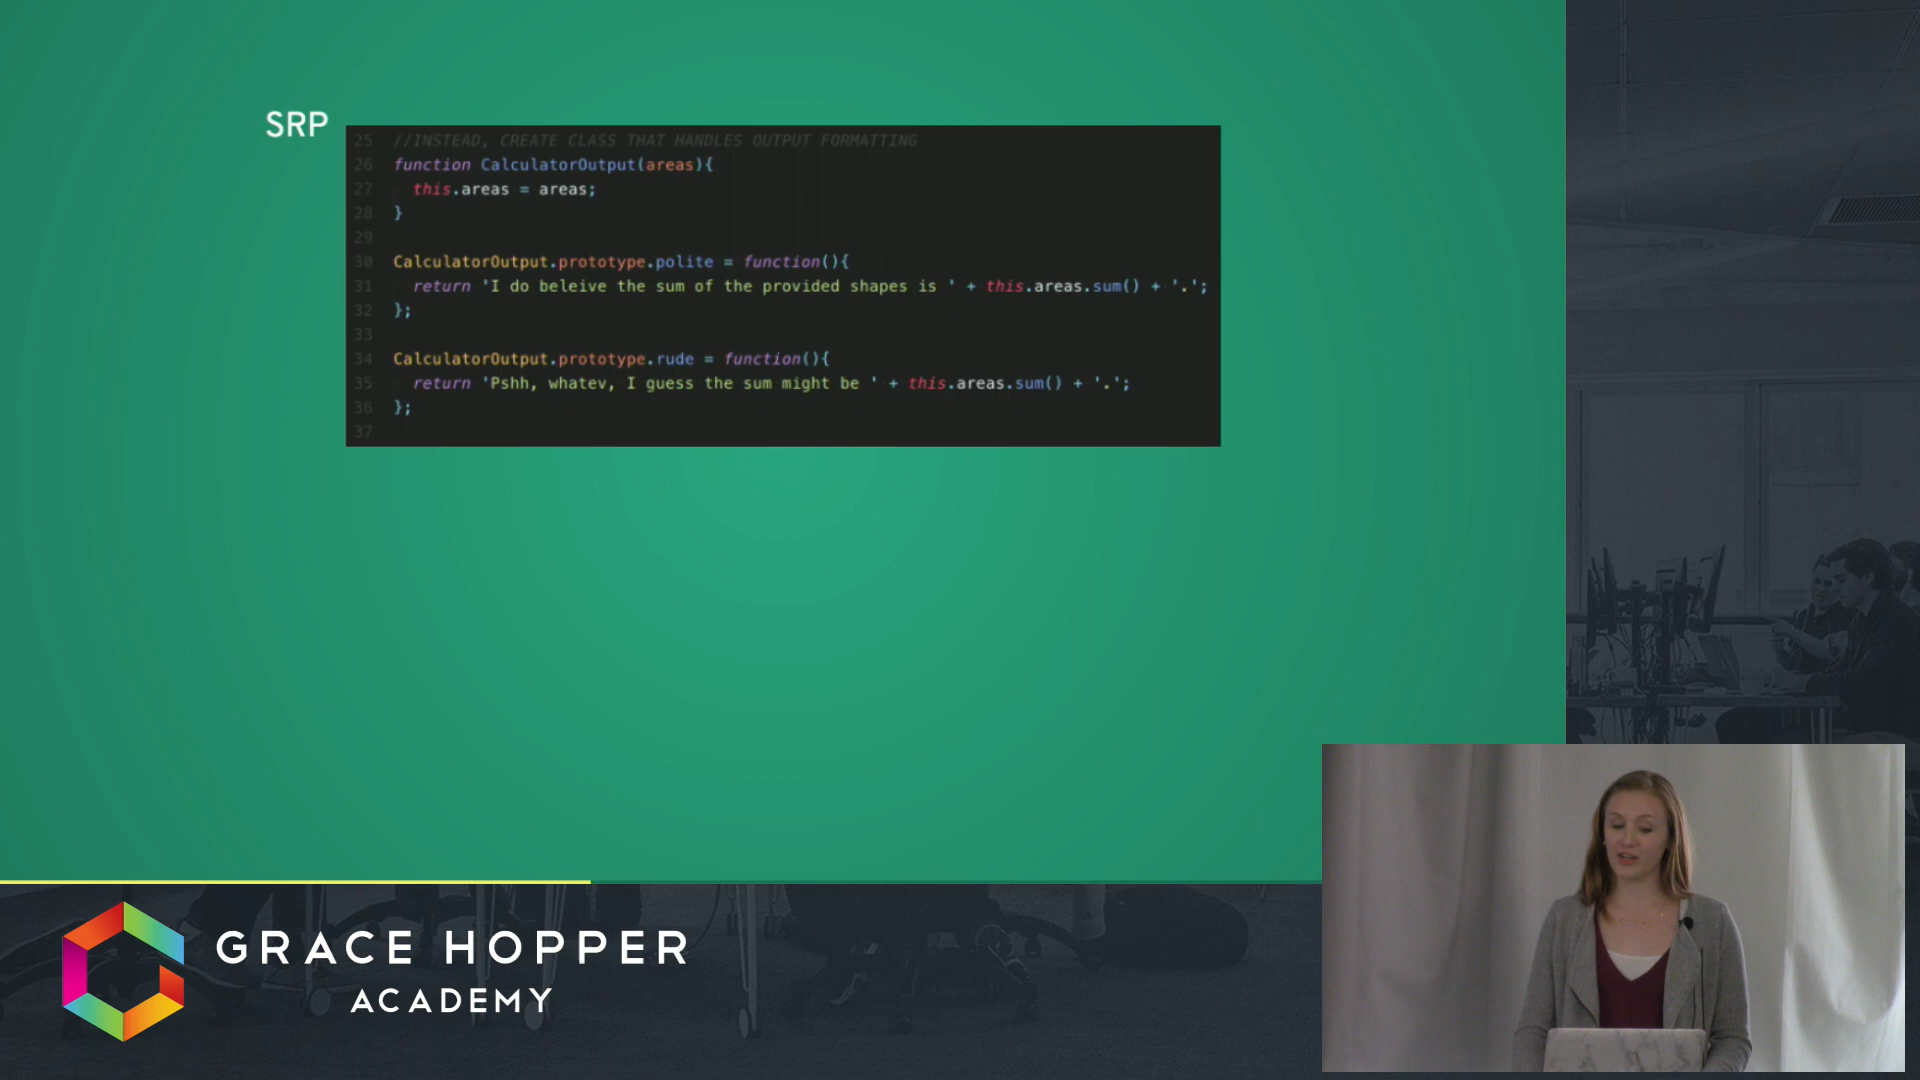 SRP
25 //INSTEAD, CREATE CLASS THAT HANDLES OUTPUT FORMATTING
26 function CalculatorOutput(areas){
27 this.areas = areas;
28 }
29
30 CalculatorOutput.prototype.polite = function(){
31 return 'I do beleive the sum of the provided shapes is ' + this.areas.sum() + '.';
32 };
33
34 CalculatorOutput.prototype.rude = function(){
35 return 'Pshh, whatev, I guess the sum might be ' + this.areas.sum() + '.';
36 };
37
GRACE HOPPER
ACADEMY